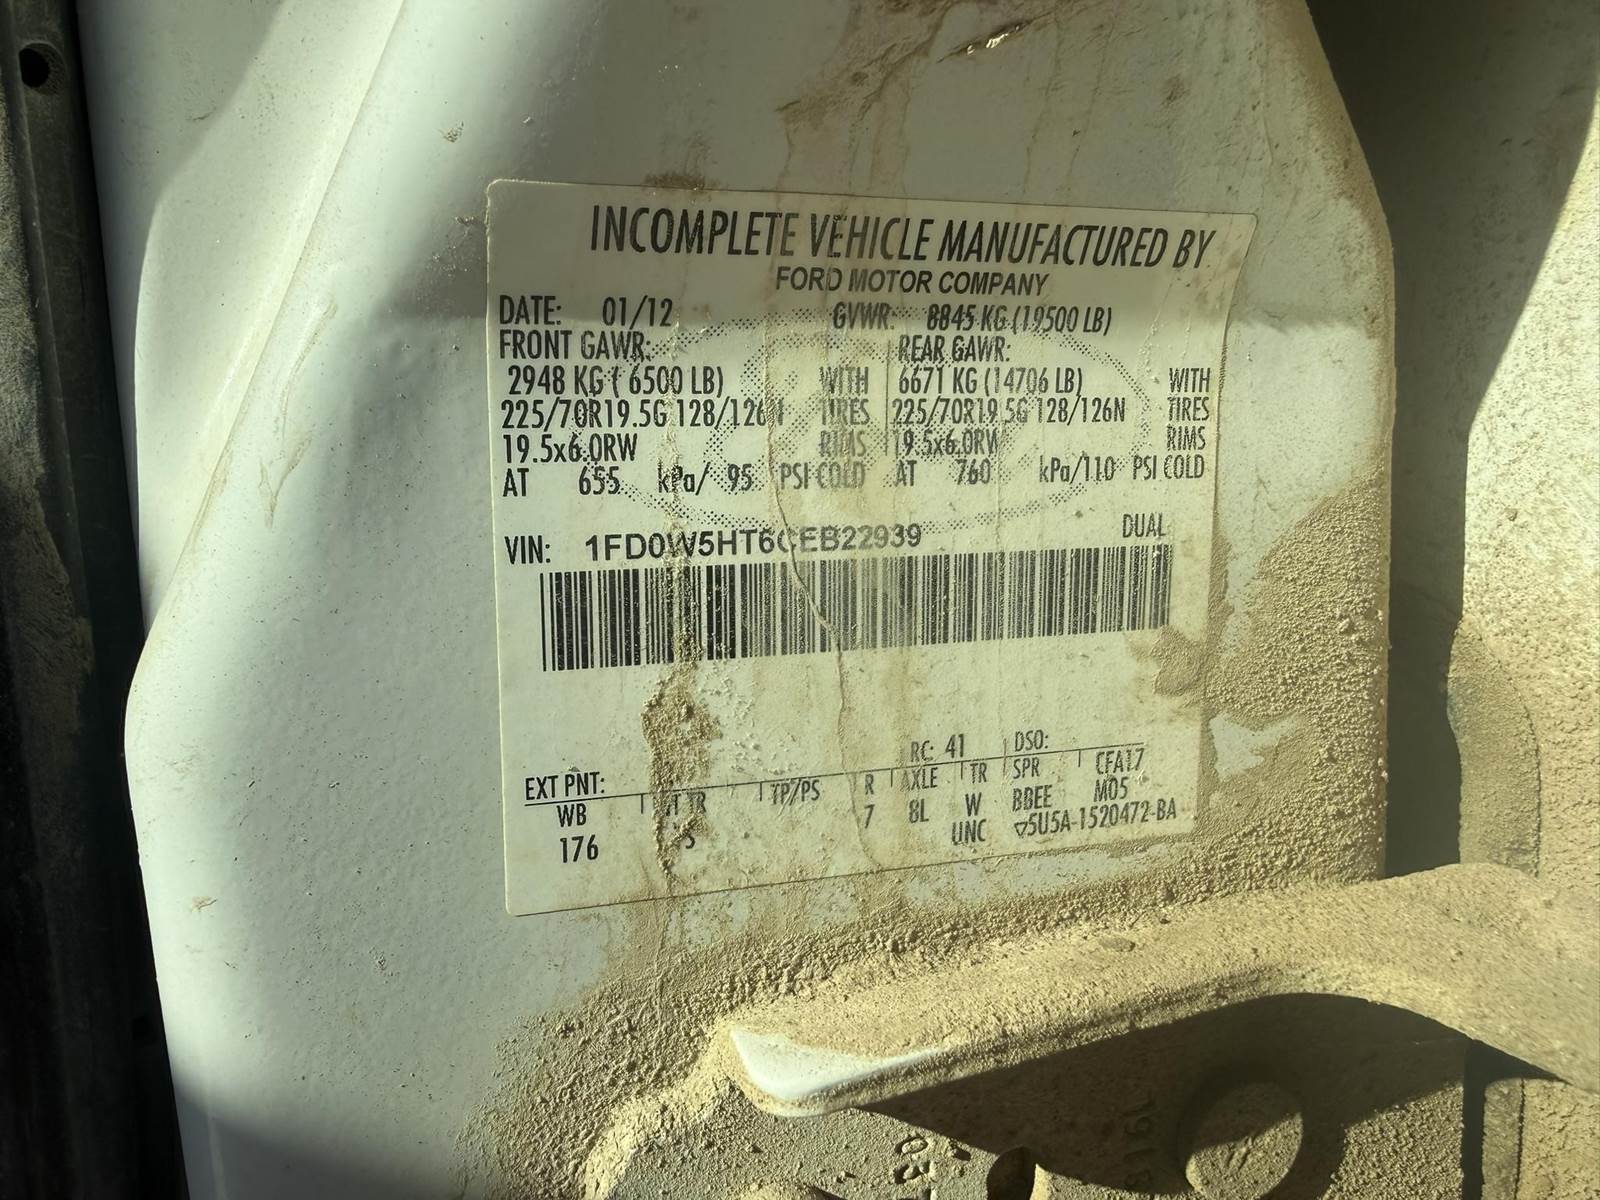 INCOMPLETE VEHICLE MANUFACTURED BY
FORD MOTOR COMPANY
DATE: 01/12 GVWR: 8845 KG (19500 LB)
FRONT GAWR: REAR GAWR:
2948 KG ( 6500 LB) WITH 6671 KG (14706 LB) WITH
225/70R19.5G 128/126N TIRES 225/70R19.5G 128/126N TIRES
19.5x6.0RW RIMS 19.5x6.0RW RIMS
AT 655 kPa/ 95 PSI COLD AT 760 kPa/110 PSI COLD
VIN: 1FD0W5HT6CEB22939 DUAL
EXT PNT: RC: 41 DSO:
WB TP/PS R AXLE TR SPR CFA17
176 7 8L W BBEE M05
UNC 5U5A-1520472-BA